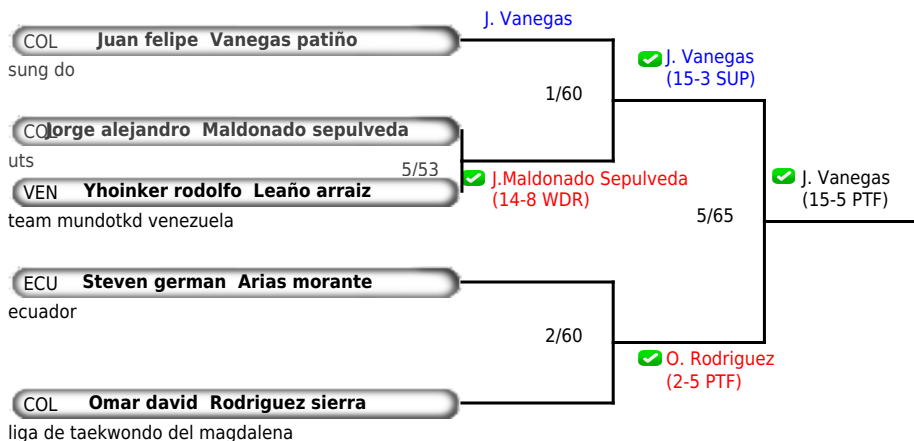 J. Vanegas
COL Juan felipe Vanegas patiño
sung do
J. Vanegas
(15-3 SUP)
1/60
COL Jorge alejandro Maldonado sepulveda
uts
5/53
J.Maldonado Sepulveda
(14-8 WDR)
VEN Yhoinker rodolfo Leaño arraiz
team mundotkd venezuela
J. Vanegas
(15-5 PTF)
5/65
ECU Steven german Arias morante
ecuador
2/60
O. Rodriguez
(2-5 PTF)
COL Omar david Rodriguez sierra
liga de taekwondo del magdalena